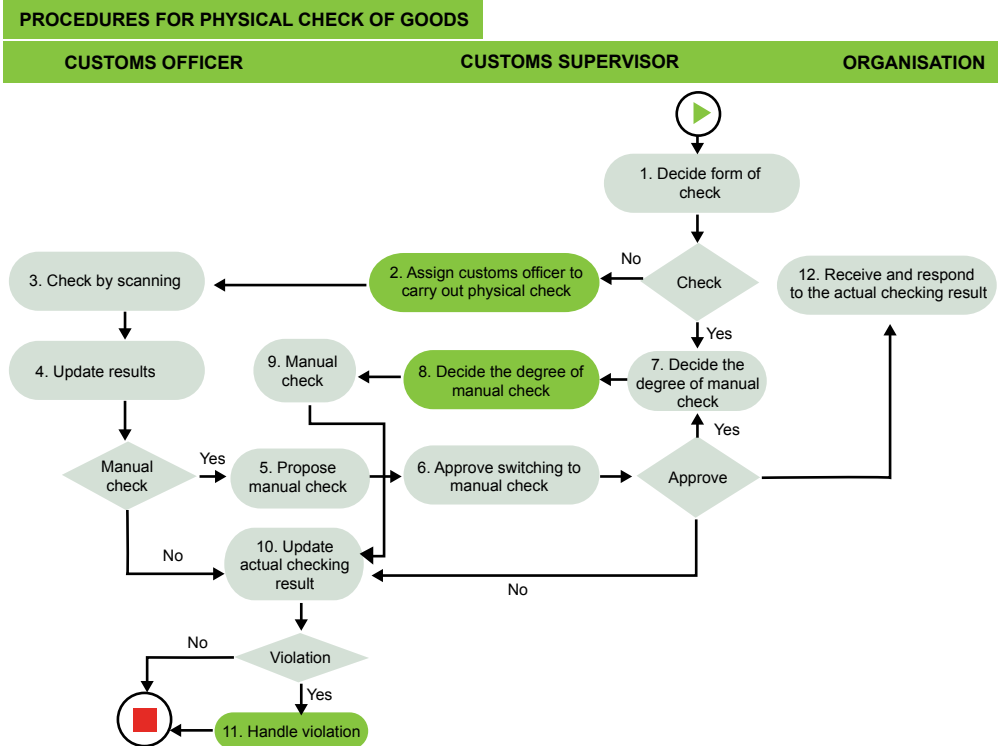 PROCEDURES FOR PHYSICAL CHECK OF GOODS
CUSTOMS OFFICER
CUSTOMS SUPERVISOR
ORGANISATION
1. Decide form of
check
Check
No
Yes
2. Assign customs officer to
carry out physical check
12. Receive and respond
to the actual checking result
3. Check by scanning
4. Update results
9. Manual
check
8. Decide the degree of
manual check
7. Decide the
degree of manual
check
Yes
Manual
check
Yes
5. Propose
manual check
6. Approve switching to
manual check
Approve
No
10. Update
actual checking
result
No
Violation
No
Yes
11. Handle violation